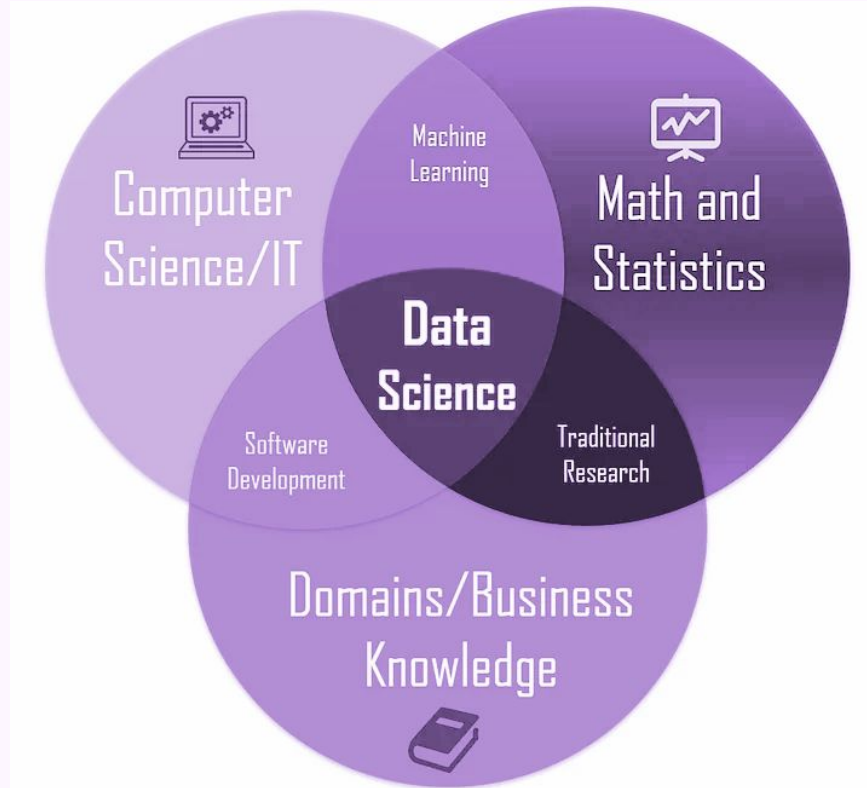 Machine
Learning
Computer
Science/IT
Math and
Statistics
Data
Science
Software
Development
Traditional
Research
Domains/Business
Knowledge